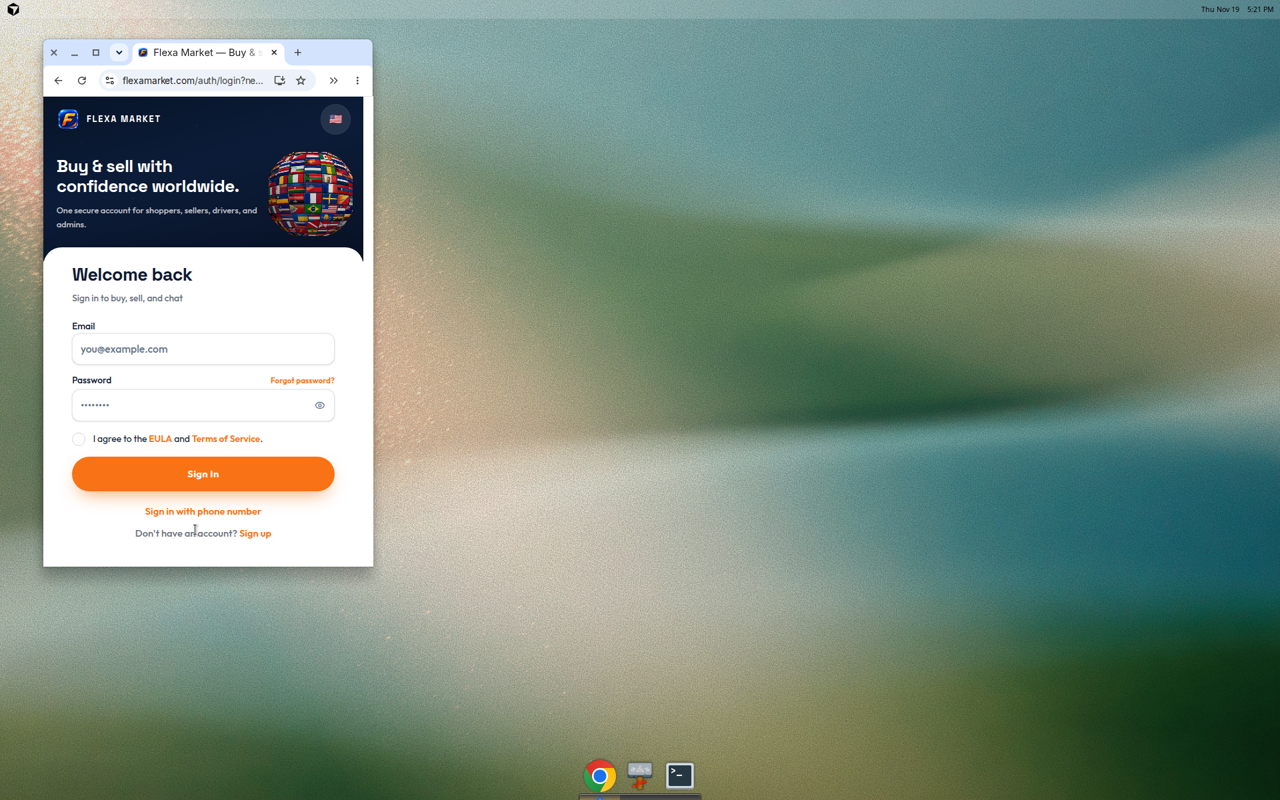 Thu Nov 19 5:21 PM
Flexa Market — Buy &
flexamarket.com/auth/login?ne...
FLEXA MARKET
Buy & sell with
confidence worldwide.
One secure account for shoppers, sellers, drivers, and
admins.
Welcome back
Sign in to buy, sell, and chat
Email
you@example.com
Password Forgot password?
••••••••
I agree to the EULA and Terms of Service.
Sign In
Sign in with phone number
Don't have an account? Sign up